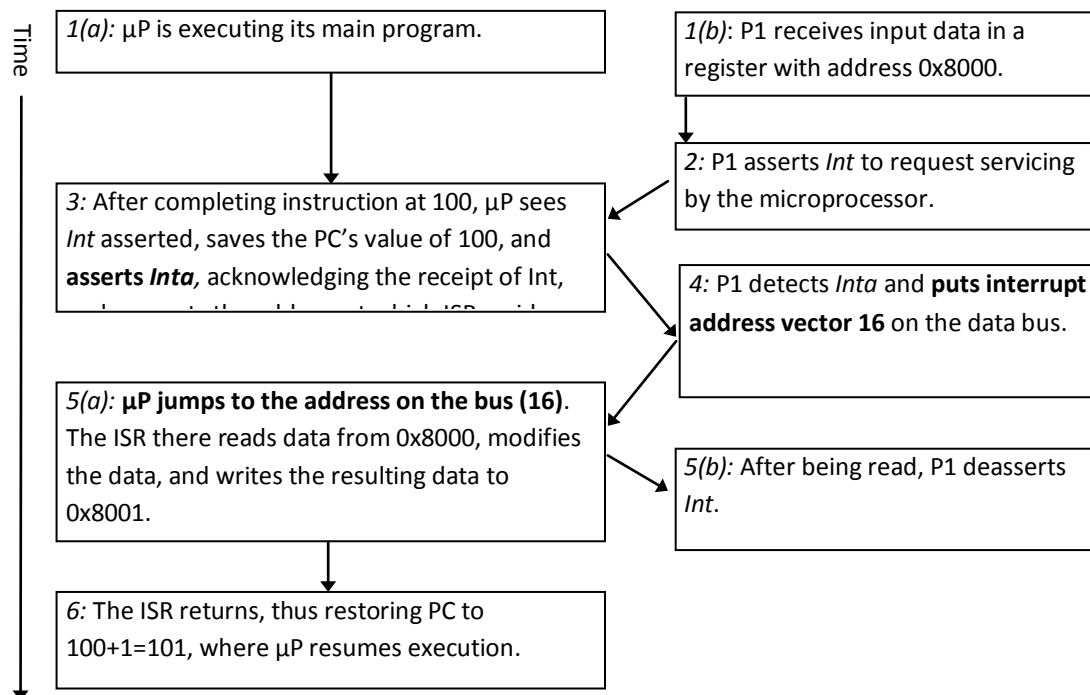 Time
1(a): μP is executing its main program.
1(b): P1 receives input data in a
register with address 0x8000.
2: P1 asserts Int to request servicing
by the microprocessor.
3: After completing instruction at 100, μP sees
Int asserted, saves the PC’s value of 100, and
asserts Inta, acknowledging the receipt of Int,
4: P1 detects Inta and puts interrupt
address vector 16 on the data bus.
5(a): μP jumps to the address on the bus (16).
The ISR there reads data from 0x8000, modifies
the data, and writes the resulting data to
0x8001.
5(b): After being read, P1 deasserts
Int.
6: The ISR returns, thus restoring PC to
100+1=101, where μP resumes execution.